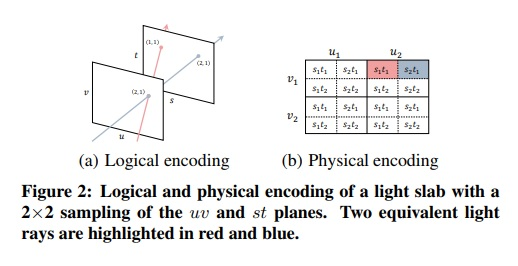 (1,1)
t
(2,1)
v
(2,1)
s
u
u₁ u₂
v₁ s₁t₁ s₂t₁ s₁t₁ s₂t₁
s₁t₂ s₂t₂ s₁t₂ s₂t₂
v₂ s₁t₁ s₂t₁ s₁t₁ s₂t₁
s₁t₂ s₂t₂ s₁t₂ s₂t₂
(a) Logical encoding (b) Physical encoding
Figure 2: Logical and physical encoding of a light slab with a
2×2 sampling of the uv and st planes. Two equivalent light
rays are highlighted in red and blue.